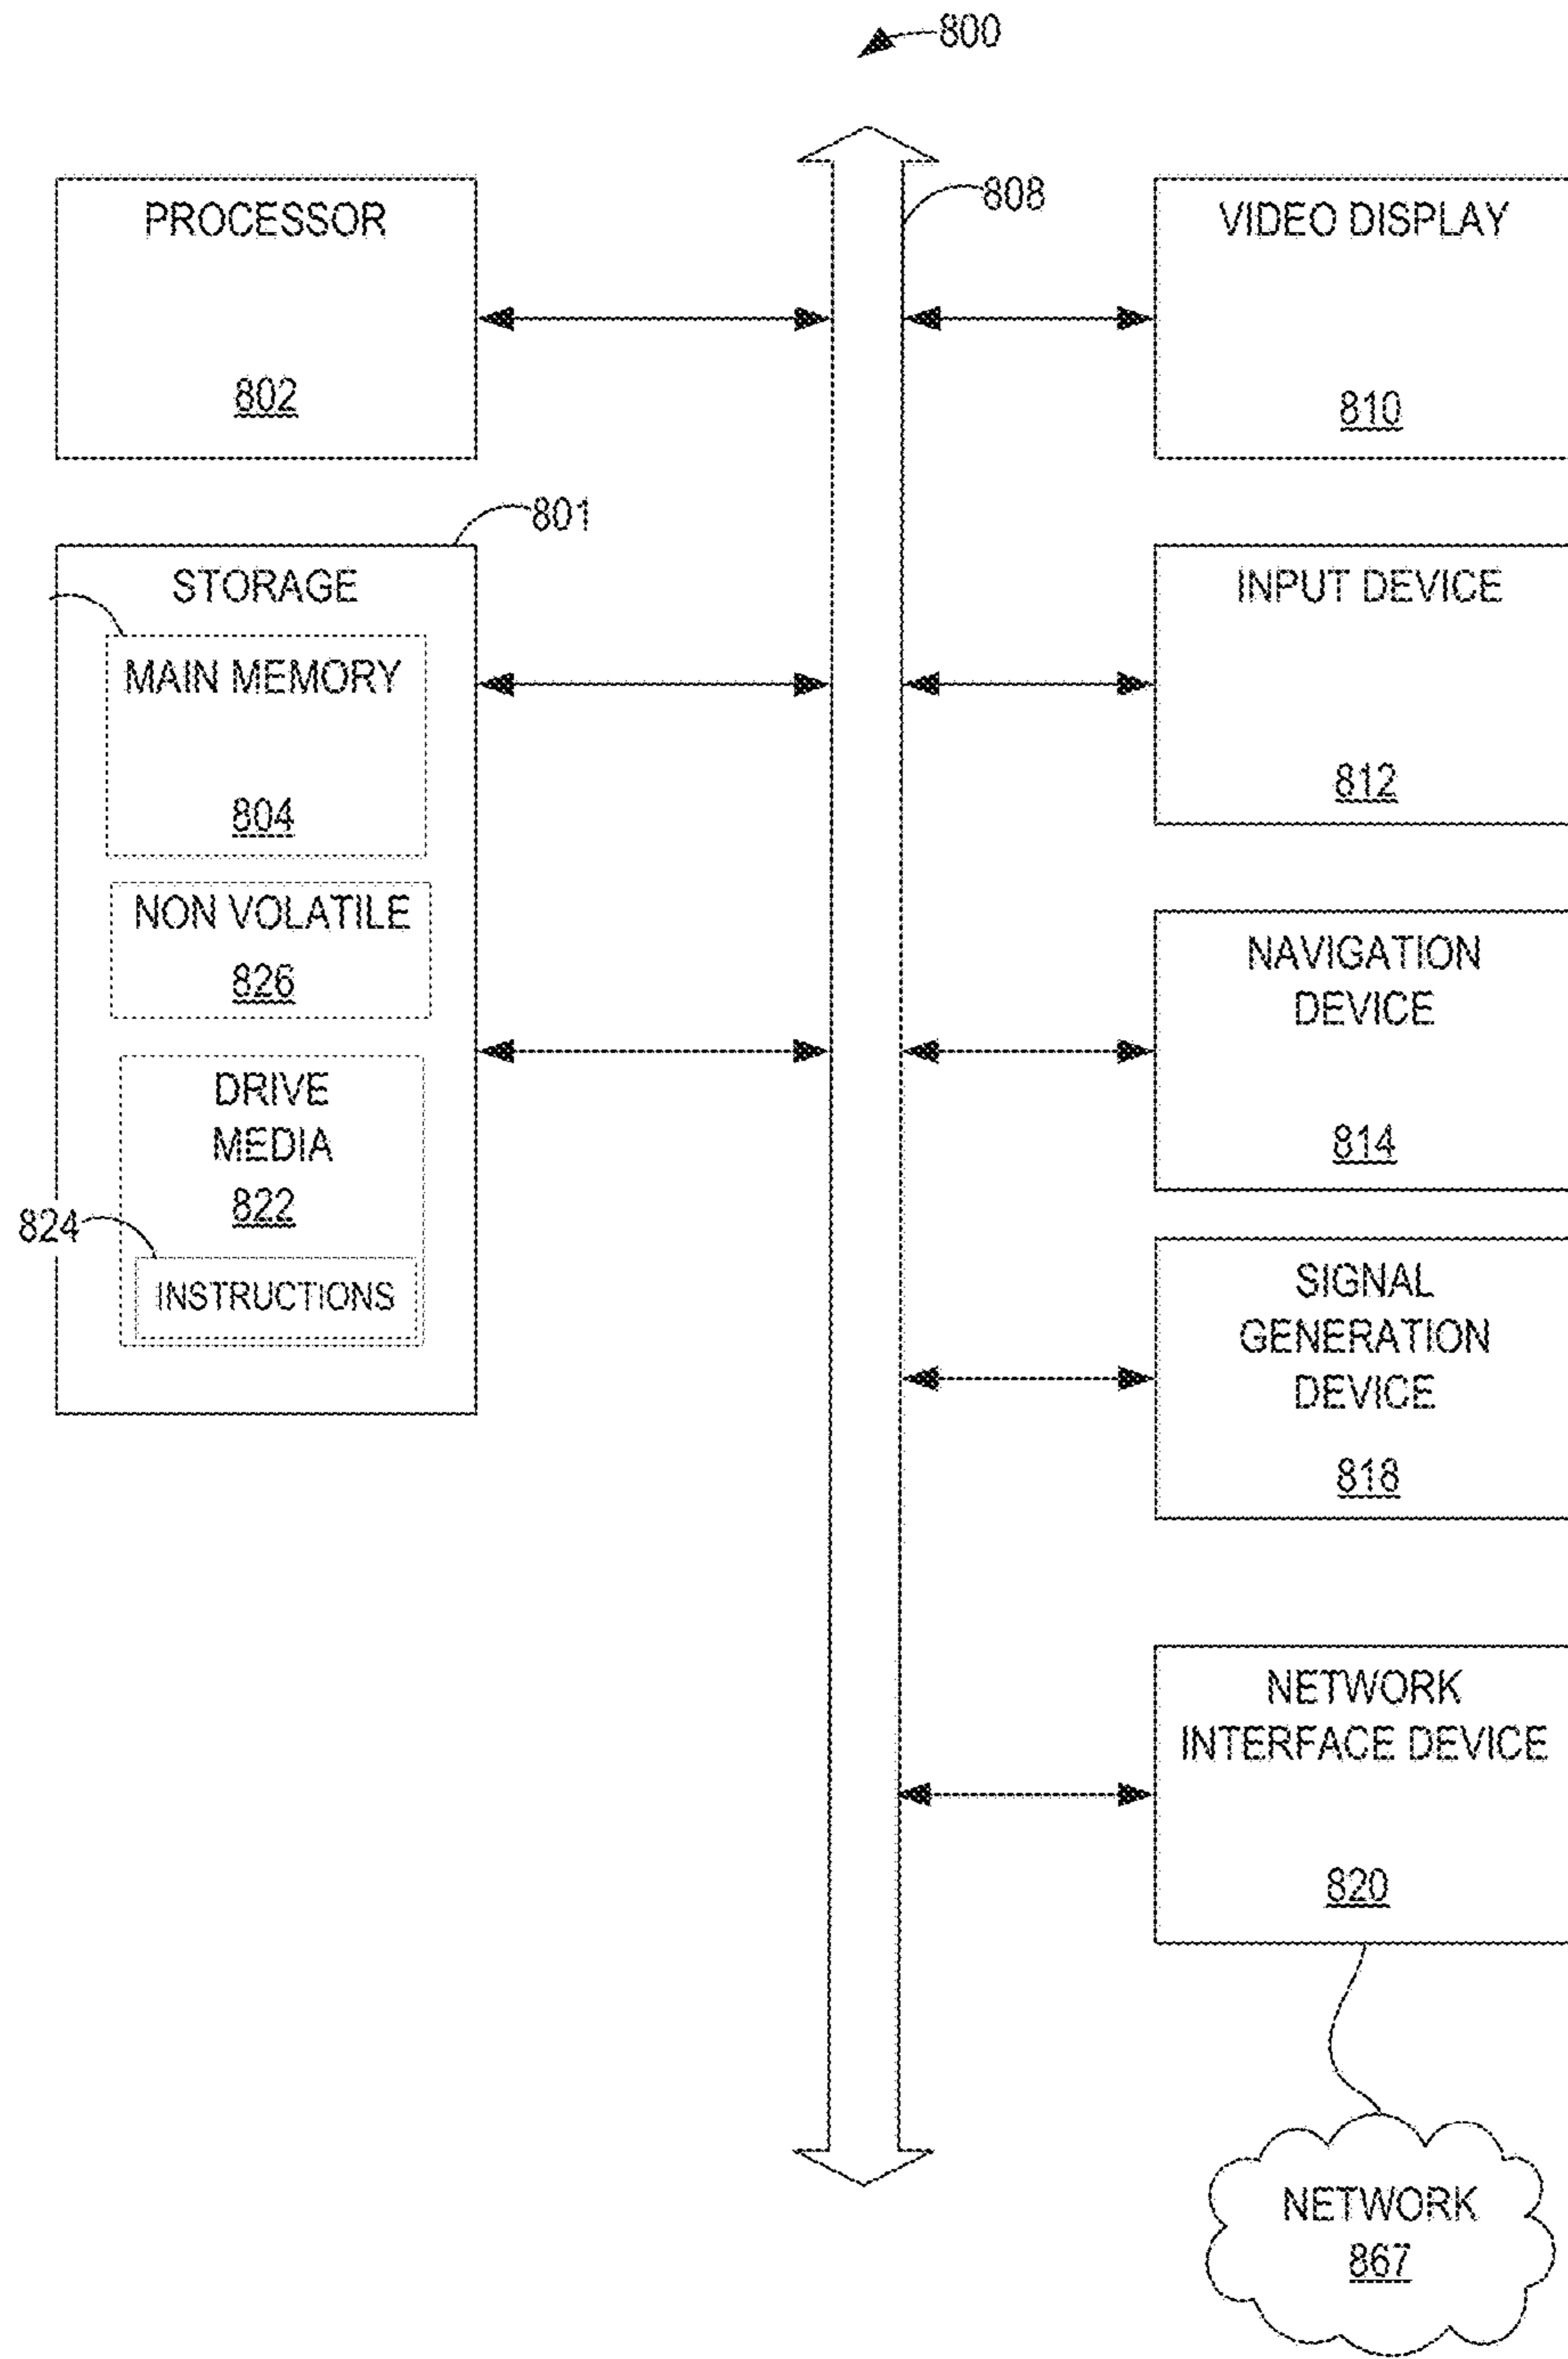 800
808
PROCESSOR
802
801
STORAGE
MAIN MEMORY
804
NON VOLATILE
826
DRIVE
MEDIA
822
824
INSTRUCTIONS
VIDEO DISPLAY
810
INPUT DEVICE
812
NAVIGATION
DEVICE
814
SIGNAL
GENERATION
DEVICE
818
NETWORK
INTERFACE DEVICE
820
NETWORK
867